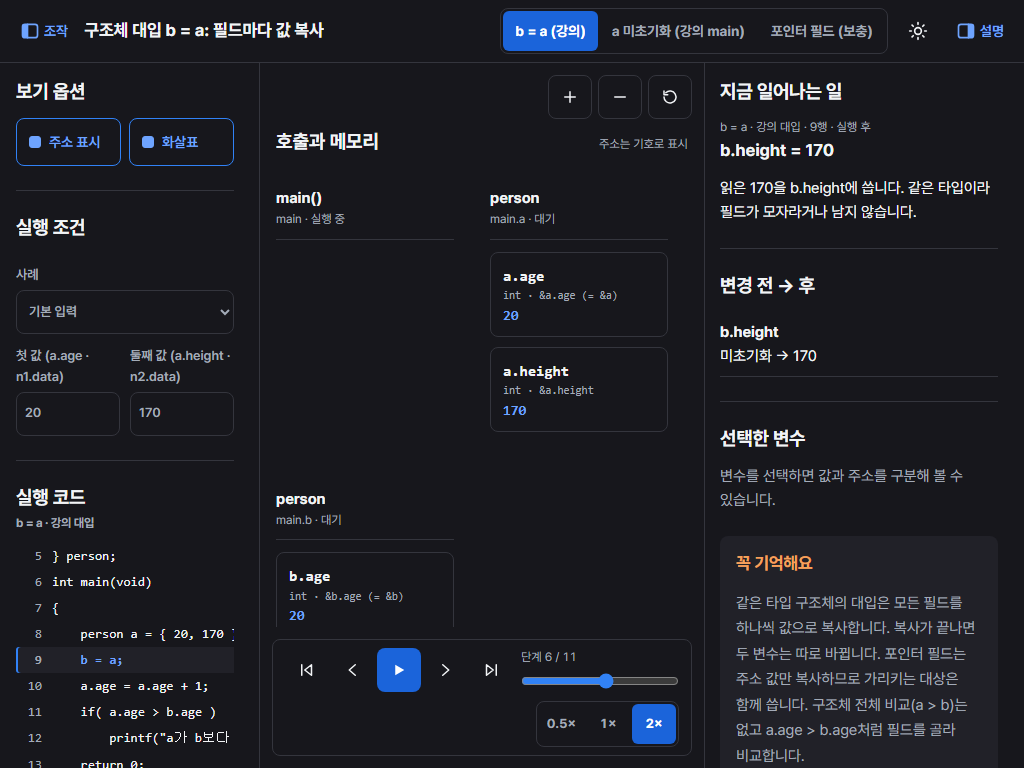 조작
구조체 대입 b = a: 필드마다 값 복사
b = a (강의)
a 미초기화 (강의 main)
포인터 필드 (보충)
설명
보기 옵션
주소 표시
화살표
실행 조건
사례
기본 입력
첫 값 (a.age · n1.data)
둘째 값 (a.height · n2.data)
20
170
실행 코드
b = a · 강의 대입
5 } person;
6 int main(void)
7 {
8 person a = { 20, 170 }
9 b = a;
10 a.age = a.age + 1;
11 if( a.age > b.age )
12 printf("a가 b보다
13 return 0;
호출과 메모리
주소는 기호로 표시
main()
main · 실행 중
person
main.a · 대기
a.age
int · &a.age (= &a)
20
a.height
int · &a.height
170
person
main.b · 대기
b.age
int · &b.age (= &b)
20
단계 6 / 11
0.5×
1×
2×
지금 일어나는 일
b = a · 강의 대입 · 9행 · 실행 후
b.height = 170
읽은 170을 b.height에 씁니다. 같은 타입이라
필드가 모자라거나 남지 않습니다.
변경 전 → 후
b.height
미초기화 → 170
선택한 변수
변수를 선택하면 값과 주소를 구분해 볼 수
있습니다.
꼭 기억해요
같은 타입 구조체의 대입은 모든 필드를
하나씩 값으로 복사합니다. 복사가 끝나면
두 변수는 따로 바뀝니다. 포인터 필드는
주소 값만 복사하므로 가리키는 대상은
함께 씁니다. 구조체 전체 비교(a > b)는
없고 a.age > b.age처럼 필드를 골라
비교합니다.